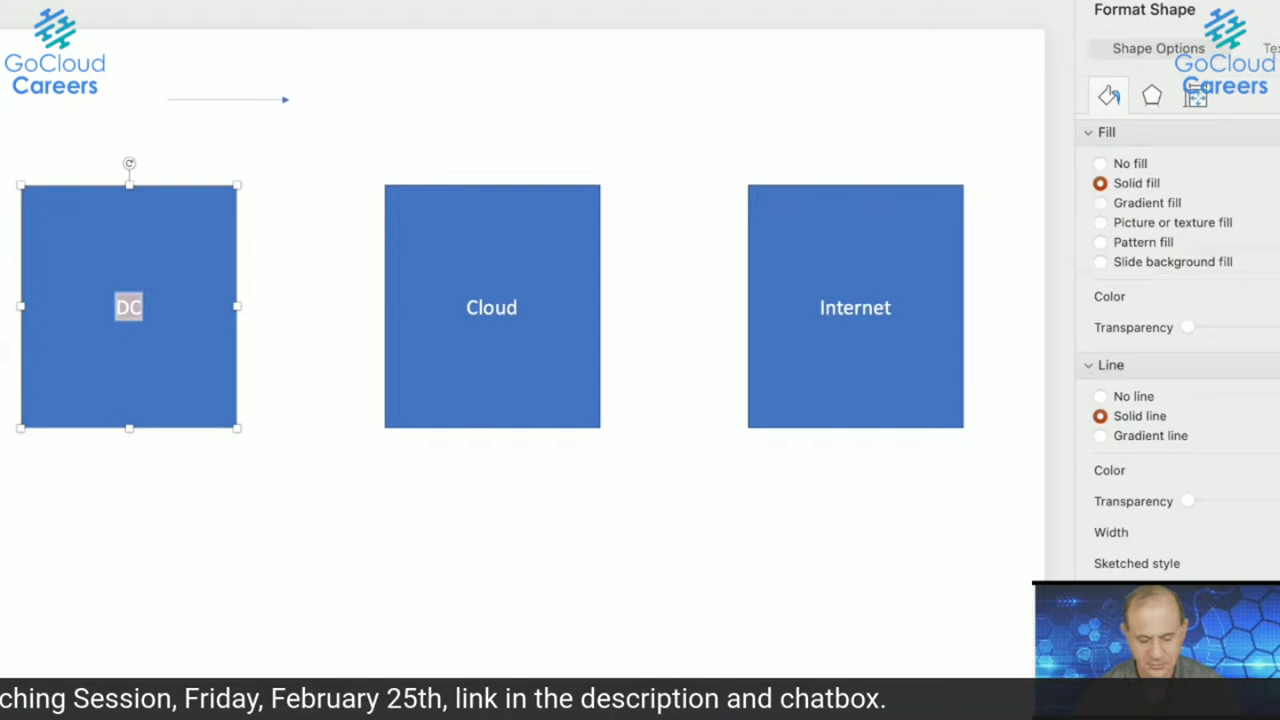 GoCloud
Careers
Format Shape
Shape Options
Te
GoCloud
Careers
Fill
No fill
Solid fill
Gradient fill
Picture or texture fill
Pattern fill
Slide background fill
Color
Transparency
Line
No line
Solid line
Gradient line
Color
Transparency
Width
Sketched style
DC
Cloud
Internet
ching Session, Friday, February 25th, link in the description and chatbox.